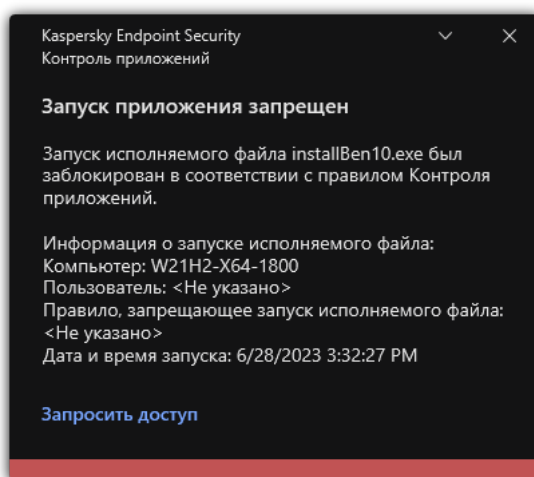 Kaspersky Endpoint Security
Контроль приложений
Запуск приложения запрещен
Запуск исполняемого файла installBen10.exe был
заблокирован в соответствии с правилом Контроля
приложений.
Информация о запуске исполняемого файла:
Компьютер: W21H2-X64-1800
Пользователь: <Не указано>
Правило, запрещающее запуск исполняемого файла:
<Не указано>
Дата и время запуска: 6/28/2023 3:32:27 PM
Запросить доступ